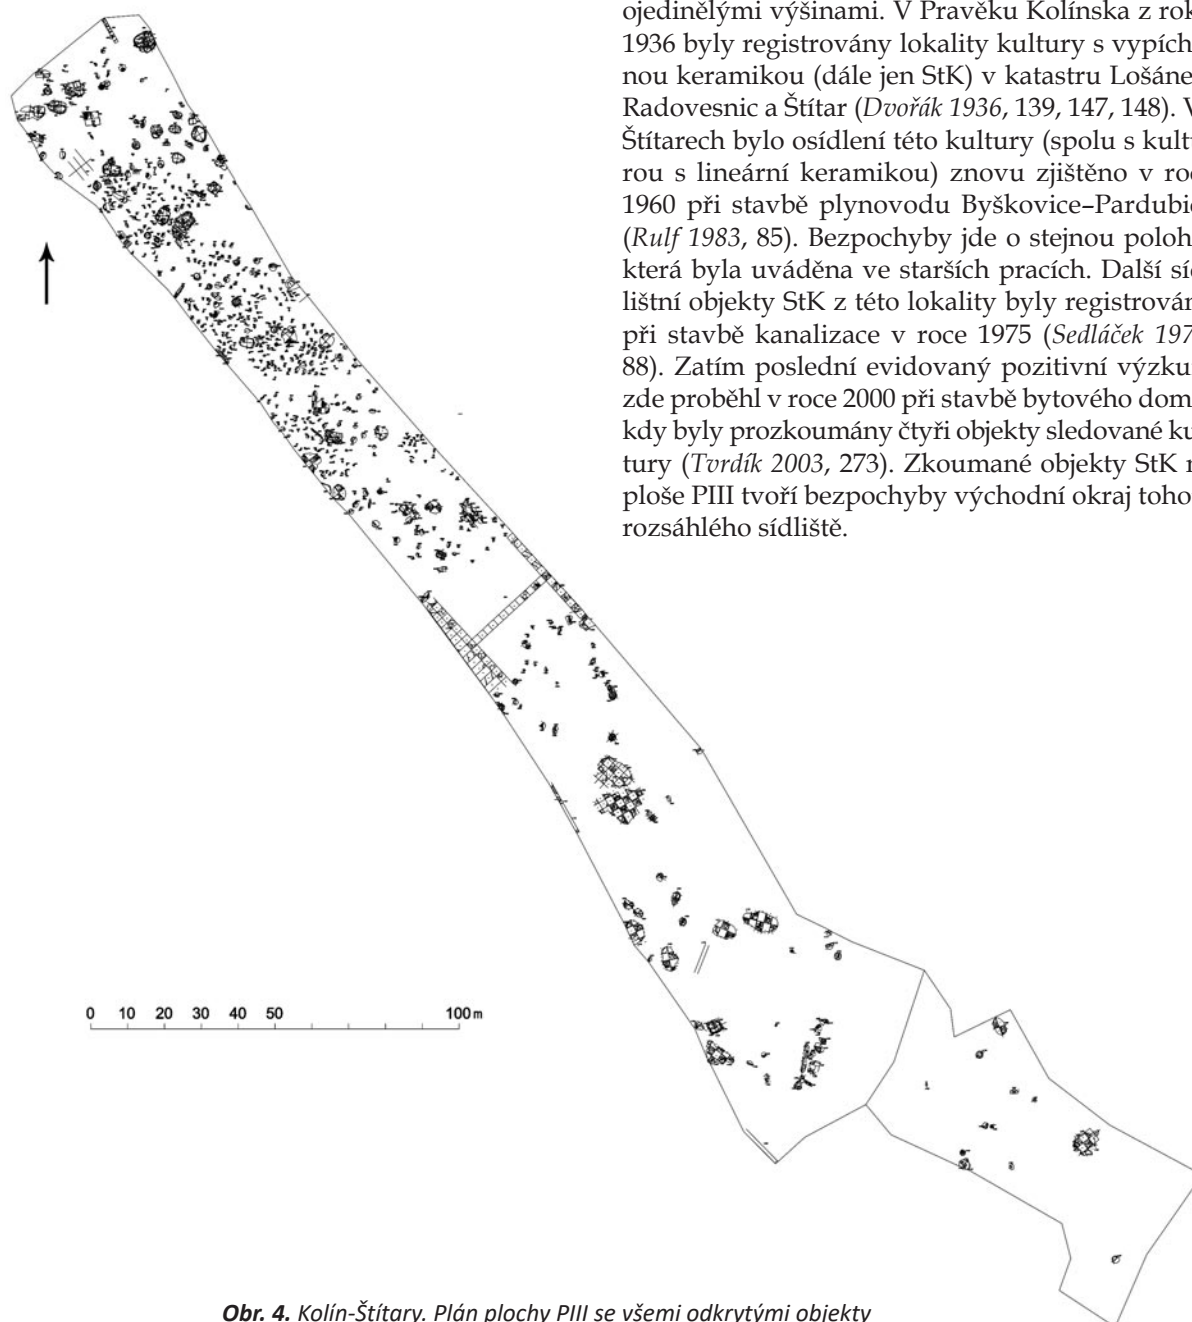 ojedinělými výšinami. V Pravěku Kolínska z rok
1936 byly registrovány lokality kultury s vypích
nou keramikou (dále jen StK) v katastru Lošáne
Radovesnic a Štítar (Dvořák 1936, 139, 147, 148). V
Štítarech bylo osídlení této kultury (spolu s kult
rou s lineární keramikou) znovu zjištěno v roc
1960 při stavbě plynovodu Byškovice–Pardubic
(Rulf 1983, 85). Bezpochyby jde o stejnou poloh
která byla uváděna ve starších pracích. Další síd
lištní objekty StK z této lokality byly registrován
při stavbě kanalizace v roce 1975 (Sedláček 197
88). Zatím poslední evidovaný pozitivní výzku
zde proběhl v roce 2000 při stavbě bytového dom
kdy byly prozkoumány čtyři objekty sledované ku
tury (Tvrdík 2003, 273). Zkoumané objekty StK n
ploše PIII tvoří bezpochyby východní okraj toho
rozsáhlého sídliště.
0 10 20 30 40 50 100 m
Obr. 4. Kolín-Štítary. Plán plochy PIII se všemi odkrytými objekty